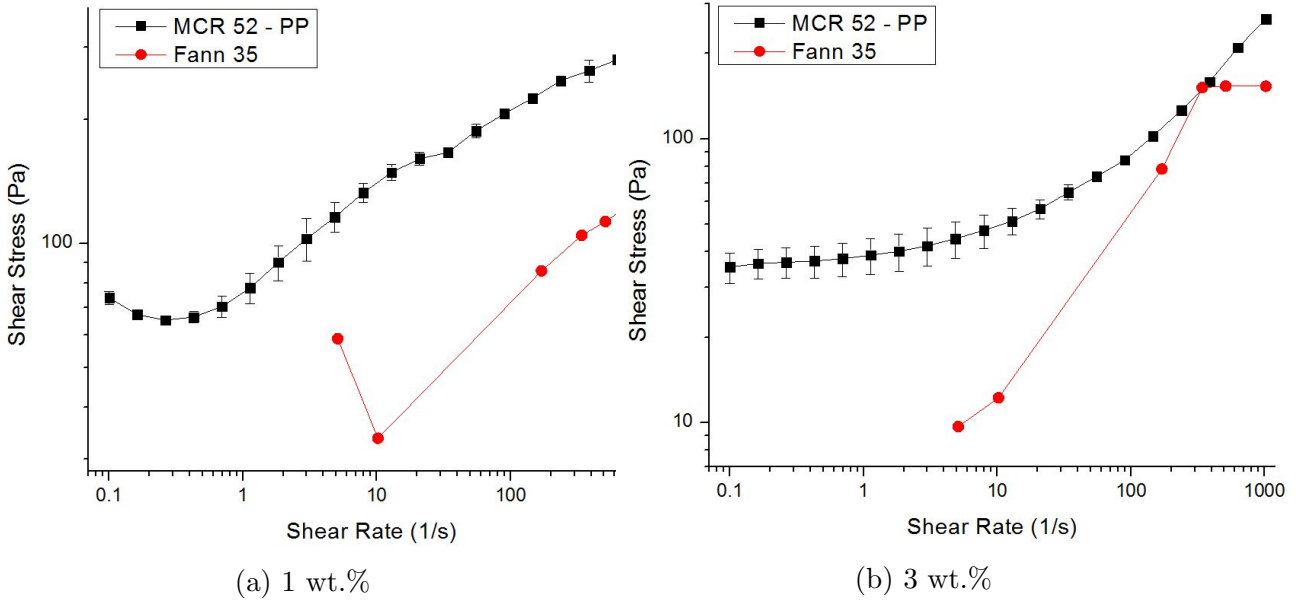 MCR 52 - PP
Fann 35
Shear Stress (Pa)
100
0.1
1
10
100
Shear Rate (1/s)
(a) 1 wt.%
MCR 52 - PP
Fann 35
Shear Stress (Pa)
100
10
0.1
1
10
100
1000
Shear Rate (1/s)
(b) 3 wt.%